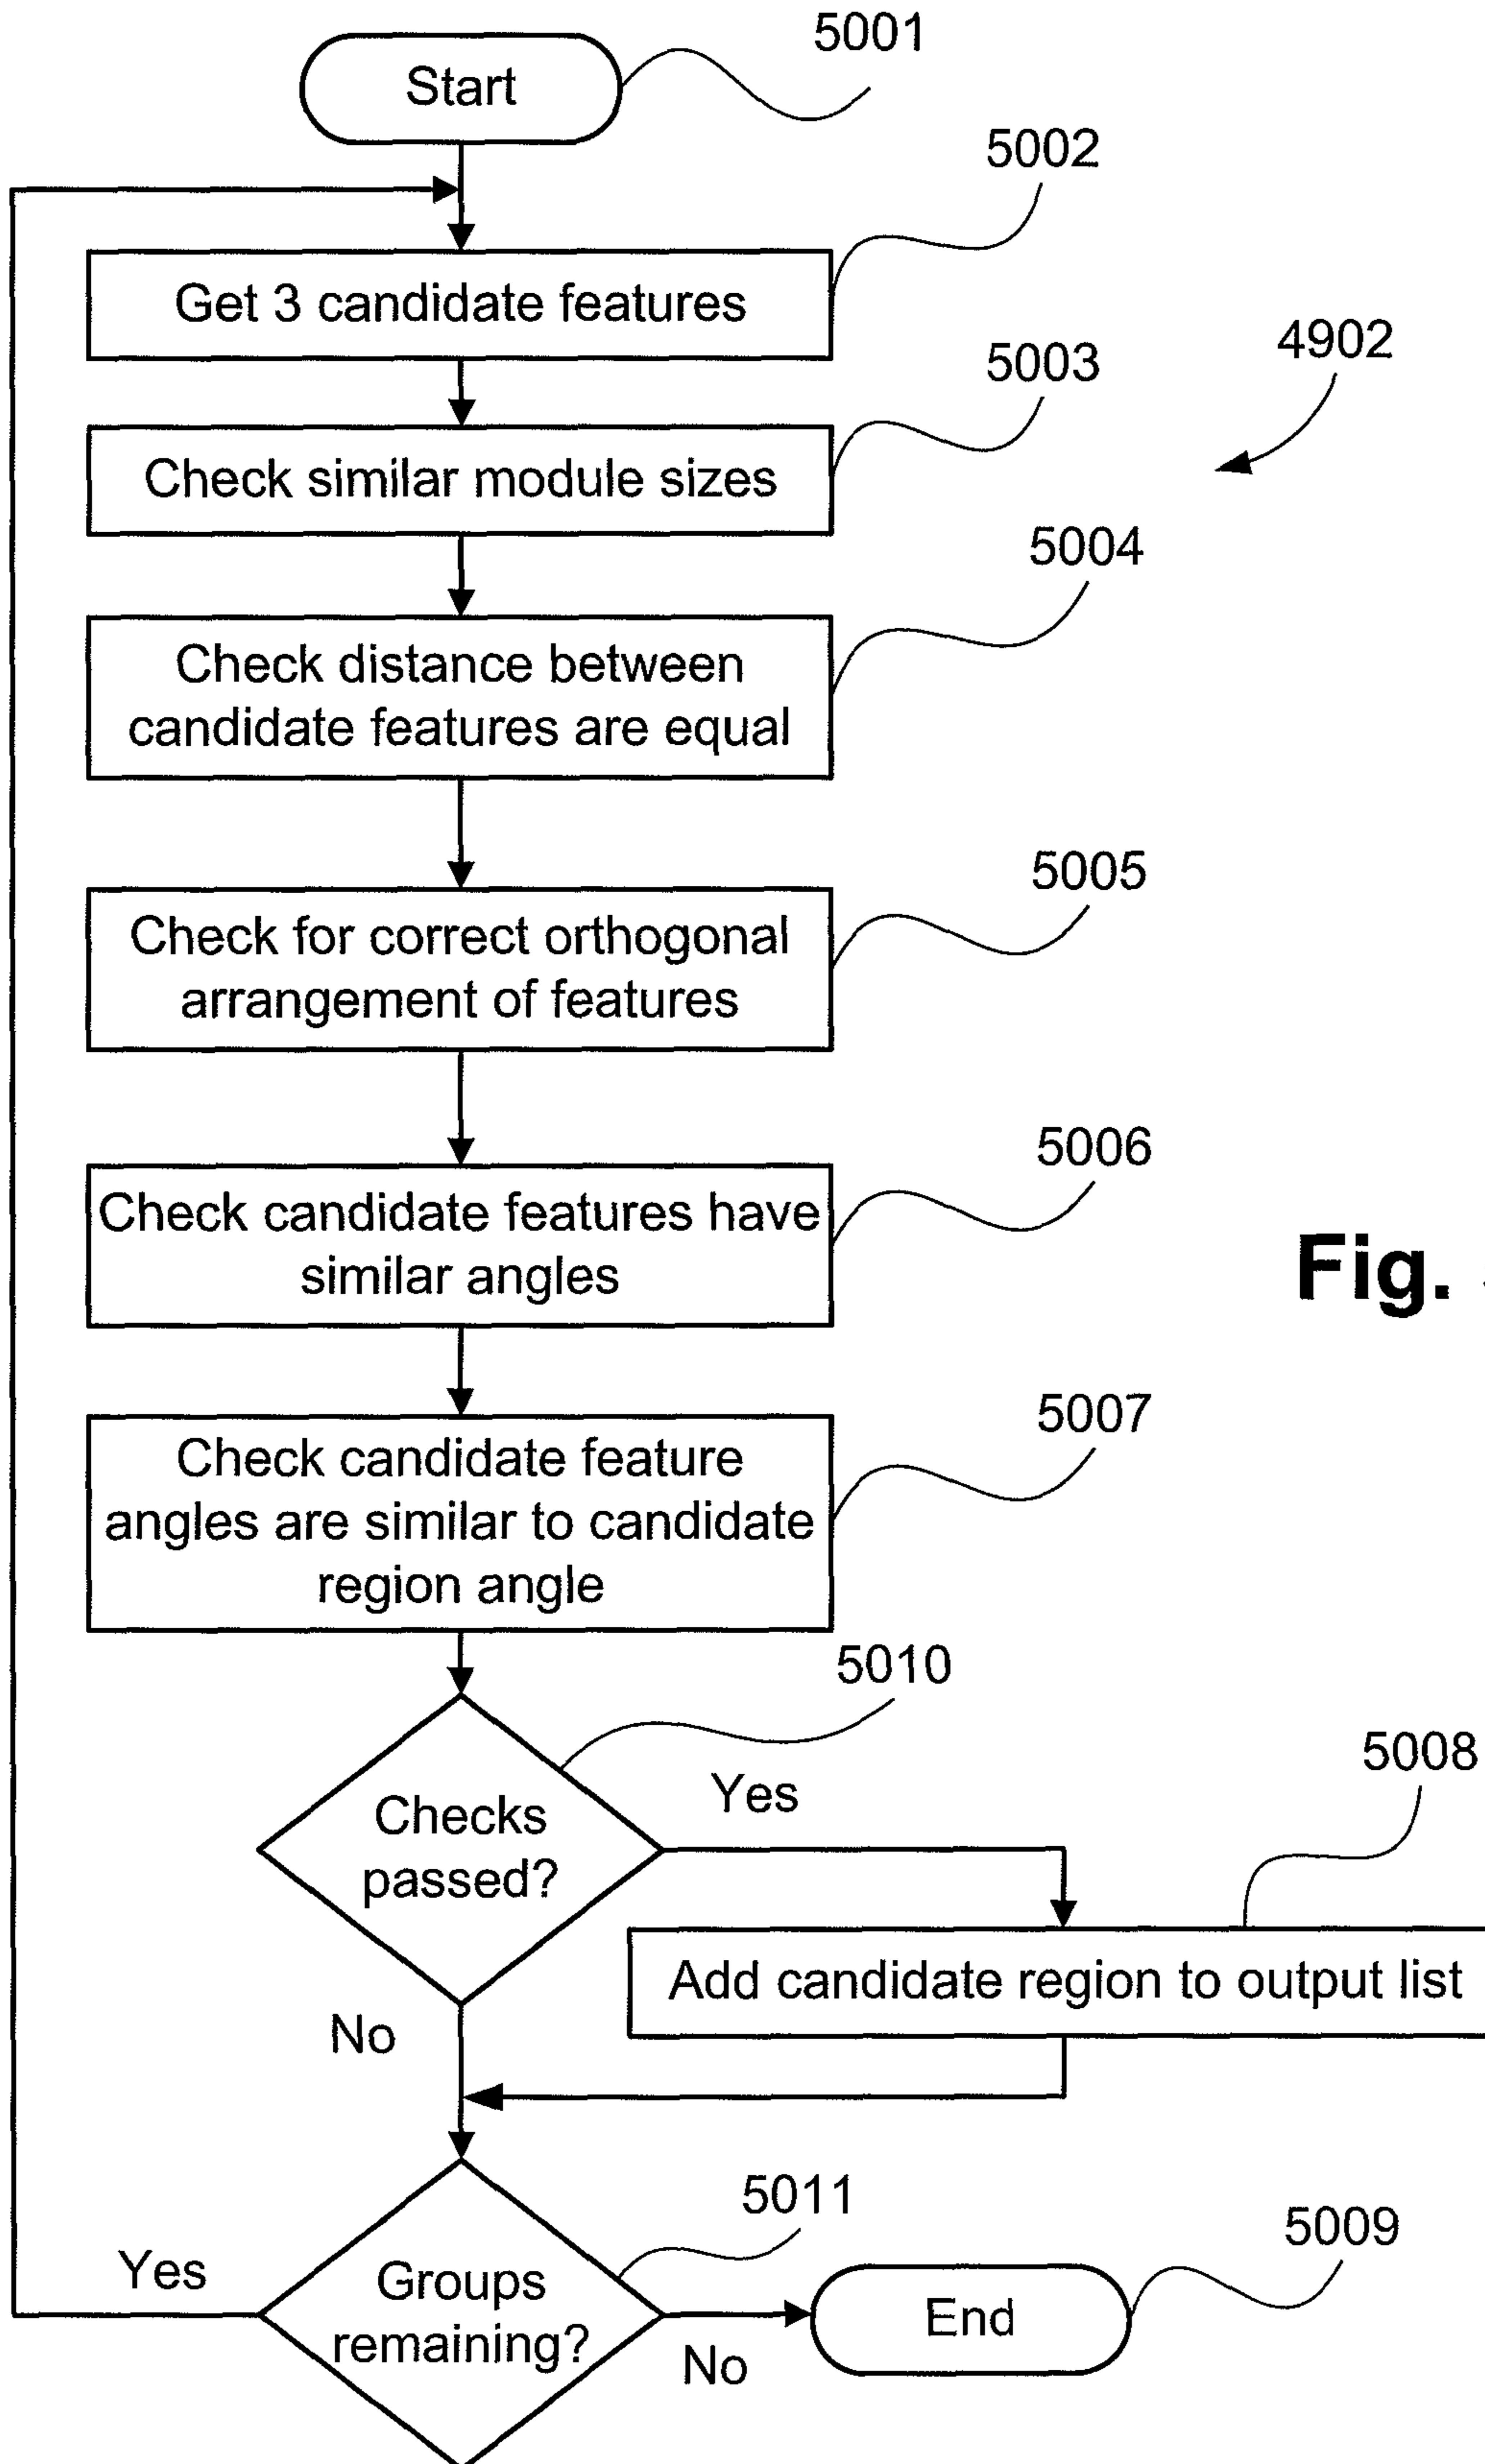 5001
Start
5002
Get 3 candidate features
5003
4902
Check similar module sizes
5004
Check distance between
candidate features are equal
5005
Check for correct orthogonal
arrangement of features
5006
Check candidate features have
similar angles
Fig.
5007
Check candidate feature
angles are similar to candidate
region angle
5010
5008
Yes
Checks
passed?
Add candidate region to output list
No
5011
5009
Yes
Groups
remaining?
End
No